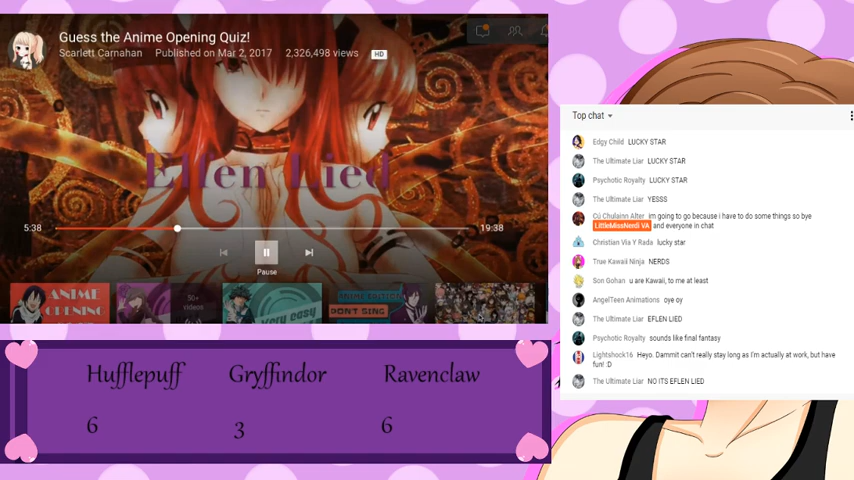 Guess the Anime Opening Quiz!
Scarlett Carnahan Published on Mar 2, 2017 2,326,498 views HD
Elfen Lied
5:38
19:38
Pause
ANIME
OPENING
50+
videos
Very easy
DON'T SING
Hufflepuff Gryffindor Ravenclaw
6 3 6
Top chat
Edgy Child LUCKY STAR
The Ultimate Liar LUCKY STAR
Psychotic Royalty LUCKY STAR
The Ultimate Liar YESSS
Cú Chulainn Alter im going to go because i have to do some things so bye
LittleMissNerdi VA and everyone in chat
Christian Via Y Rada lucky star
True Kawaii Ninja NERDS
Son Gohan u are Kawaii, to me at least
AngelTeen Animations oye oy
The Ultimate Liar EFLEN LIED
Psychotic Royalty sounds like final fantasy
Lightshock16 Heyo. Dammit can't really stay long as I'm actually at work, but have
fun! :D
The Ultimate Liar NO ITS EFLEN LIED